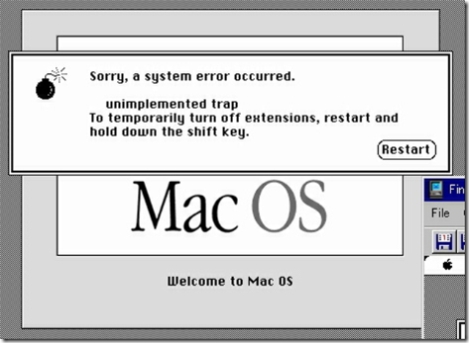 Sorry, a system error occurred.
unimplemented trap
To temporarily turn off extensions, restart and
hold down the shift key.
Restart
Mac OS
Fin
File
Welcome to Mac OS